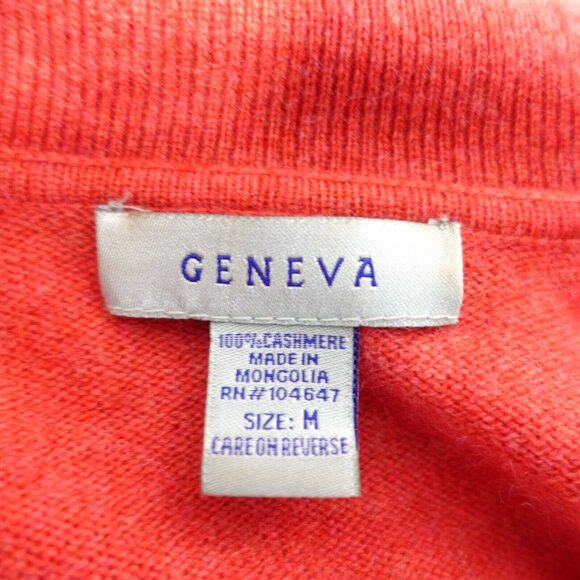 GENEVA
100% CASHMERE
MADE IN
MONGOLIA
RN#104647
SIZE: M
CARE ON REVERSE